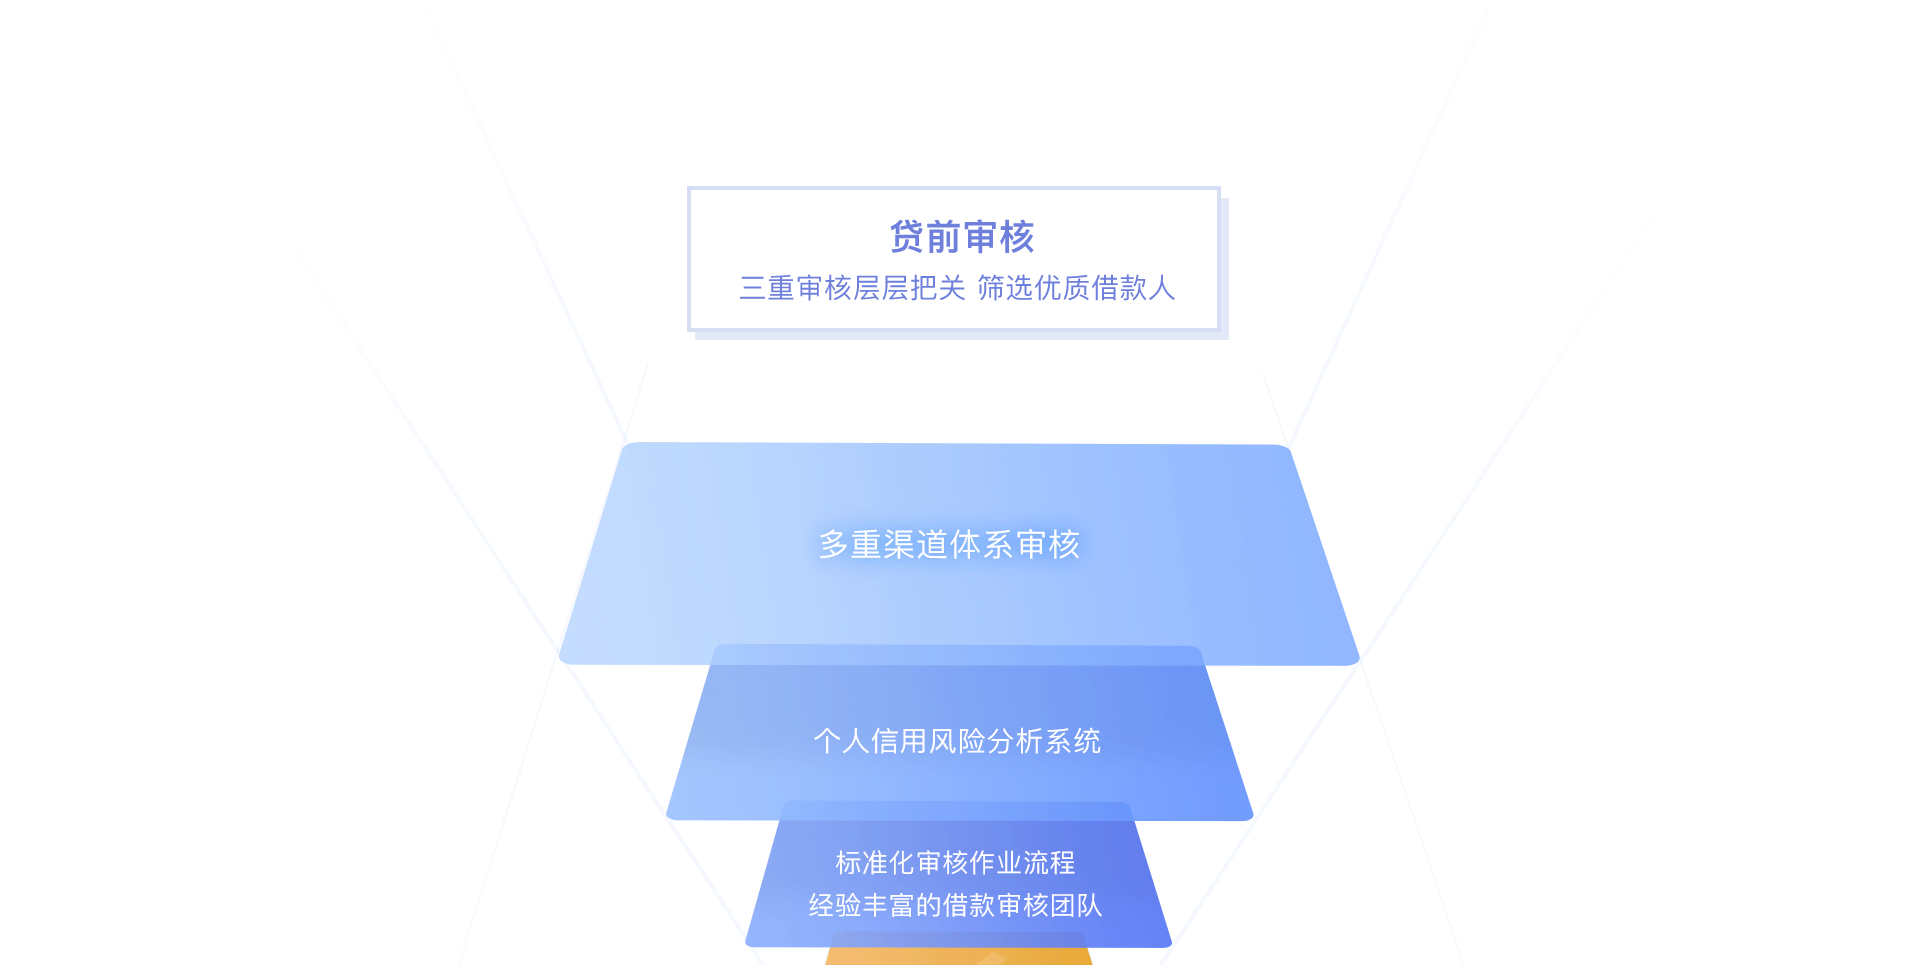 贷前审核
三重审核层层把关 筛选优质借款人
多重渠道体系审核
个人信用风险分析系统
标准化审核作业流程
经验丰富的借款审核团队